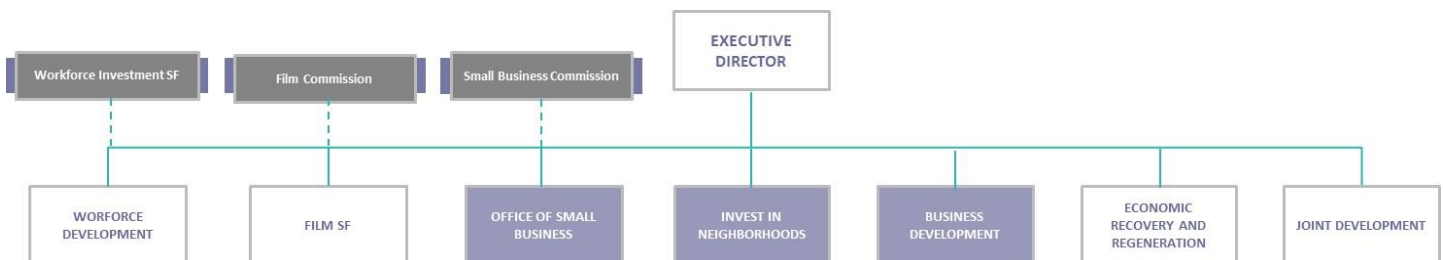 EXECUTIVE
DIRECTOR
Workforce Investment SF
Film Commission
Small Business Commission
WORFORCE
DEVELOPMENT
FILM SF
OFFICE OF SMALL
BUSINESS
INVEST IN
NEIGHBORHOODS
BUSINESS
DEVELOPMENT
ECONOMIC
RECOVERY AND
REGENERATION
JOINT DEVELOPMENT